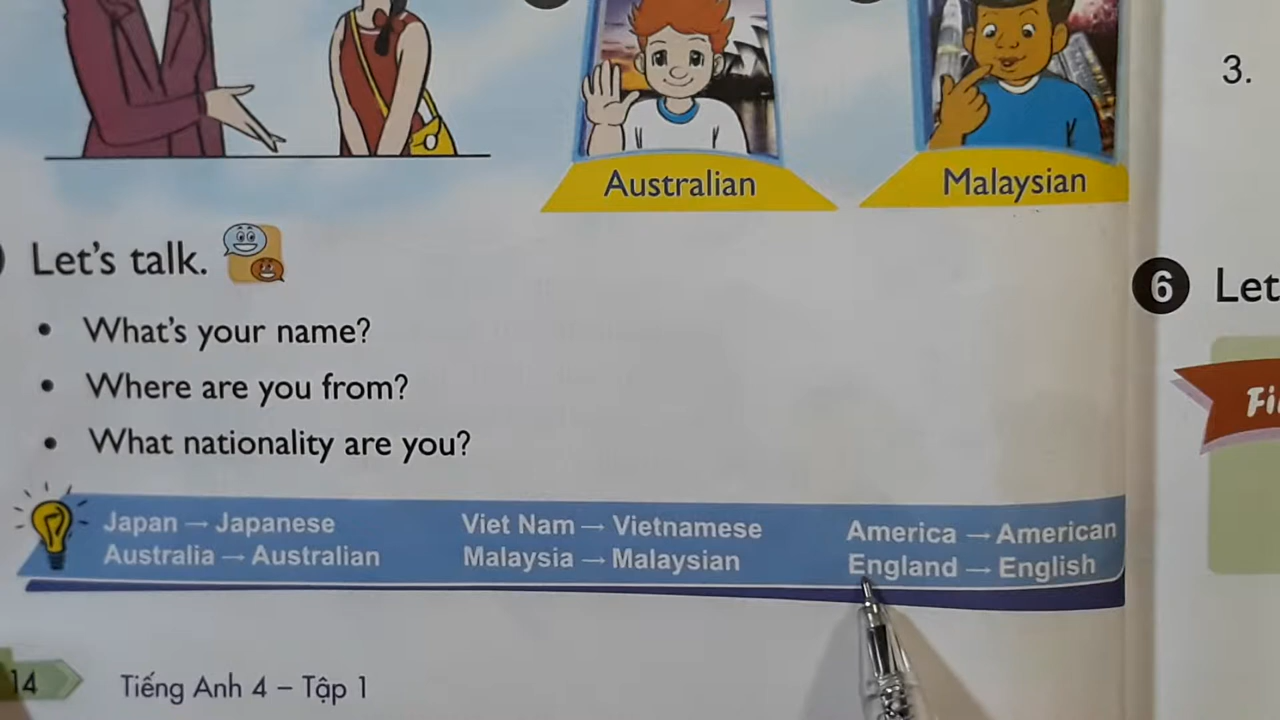 Australian
Malaysian
Let's talk.
• What's your name?
• Where are you from?
• What nationality are you?
Japan → Japanese
Australia → Australian
Viet Nam → Vietnamese
Malaysia → Malaysian
America → American
England → English
14
Tiếng Anh 4 – Tập 1
3.
6 Let
Fi